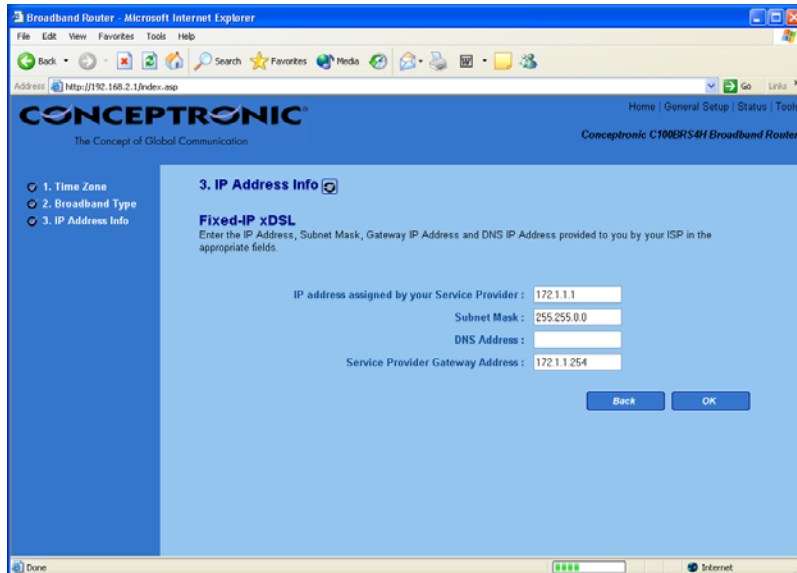 Broadband Router - Microsoft Internet Explorer
File Edit View Favorites Tools Help
Back Search Favorites Media
Address http://192.168.2.1/index.asp Go Links
CONCEPTRONIC
The Concept of Global Communication
Home | General Setup | Status | Tools
Conceptronic C100BRS4H Broadband Router
1. Time Zone
2. Broadband Type
3. IP Address Info
3. IP Address Info
Fixed-IP xDSL
Enter the IP Address, Subnet Mask, Gateway IP Address and DNS IP Address provided to you by your ISP in the
appropriate fields.
IP address assigned by your Service Provider : 172.1.1.1
Subnet Mask : 255.255.0.0
DNS Address :
Service Provider Gateway Address : 172.1.1.254
Back OK
Done Internet